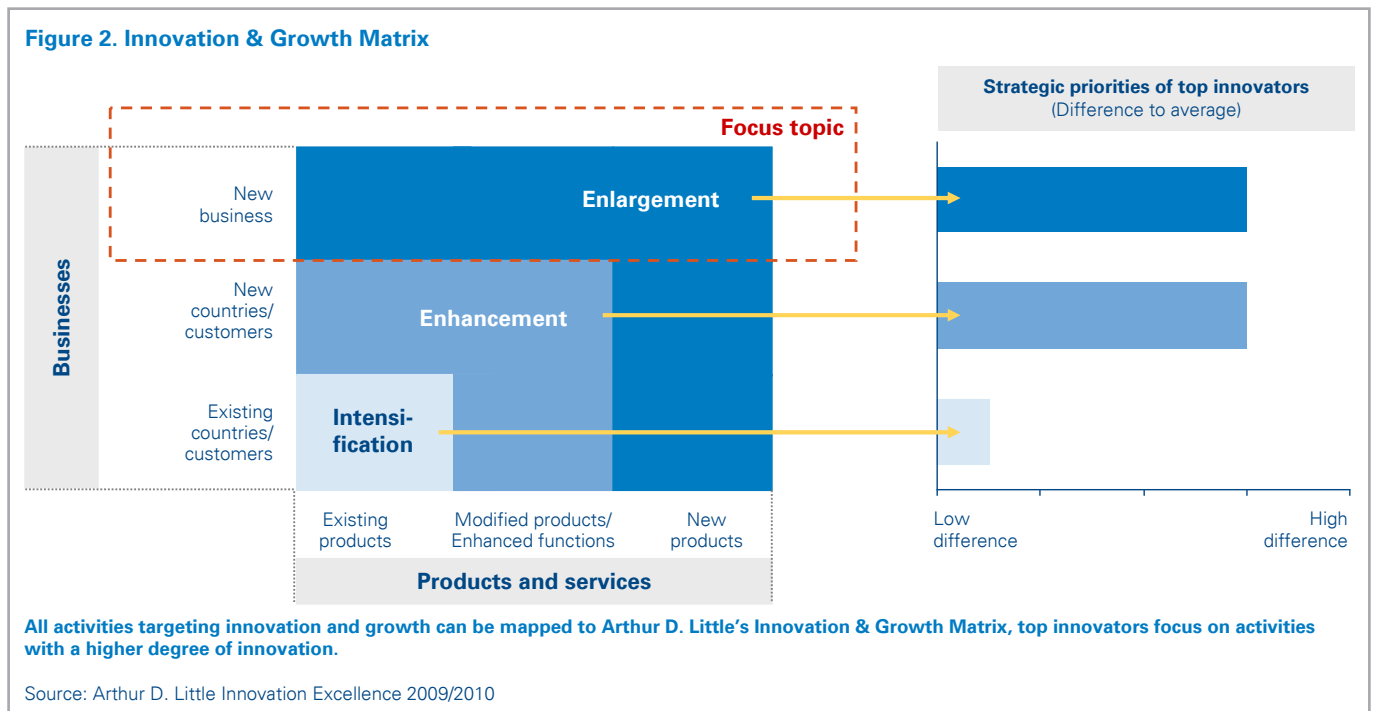 Figure 2. Innovation & Growth Matrix
Strategic priorities of top innovators
(Difference to average)
Focus topic
Businesses
New
business
Enlargement
New
countries/
customers
Enhancement
Existing
countries/
customers
Intensi-
fication
Existing
products
Modified products/
Enhanced functions
New
products
Products and services
Low
difference
High
difference
All activities targeting innovation and growth can be mapped to Arthur D. Little’s Innovation & Growth Matrix, top innovators focus on activities
with a higher degree of innovation.
Source: Arthur D. Little Innovation Excellence 2009/2010